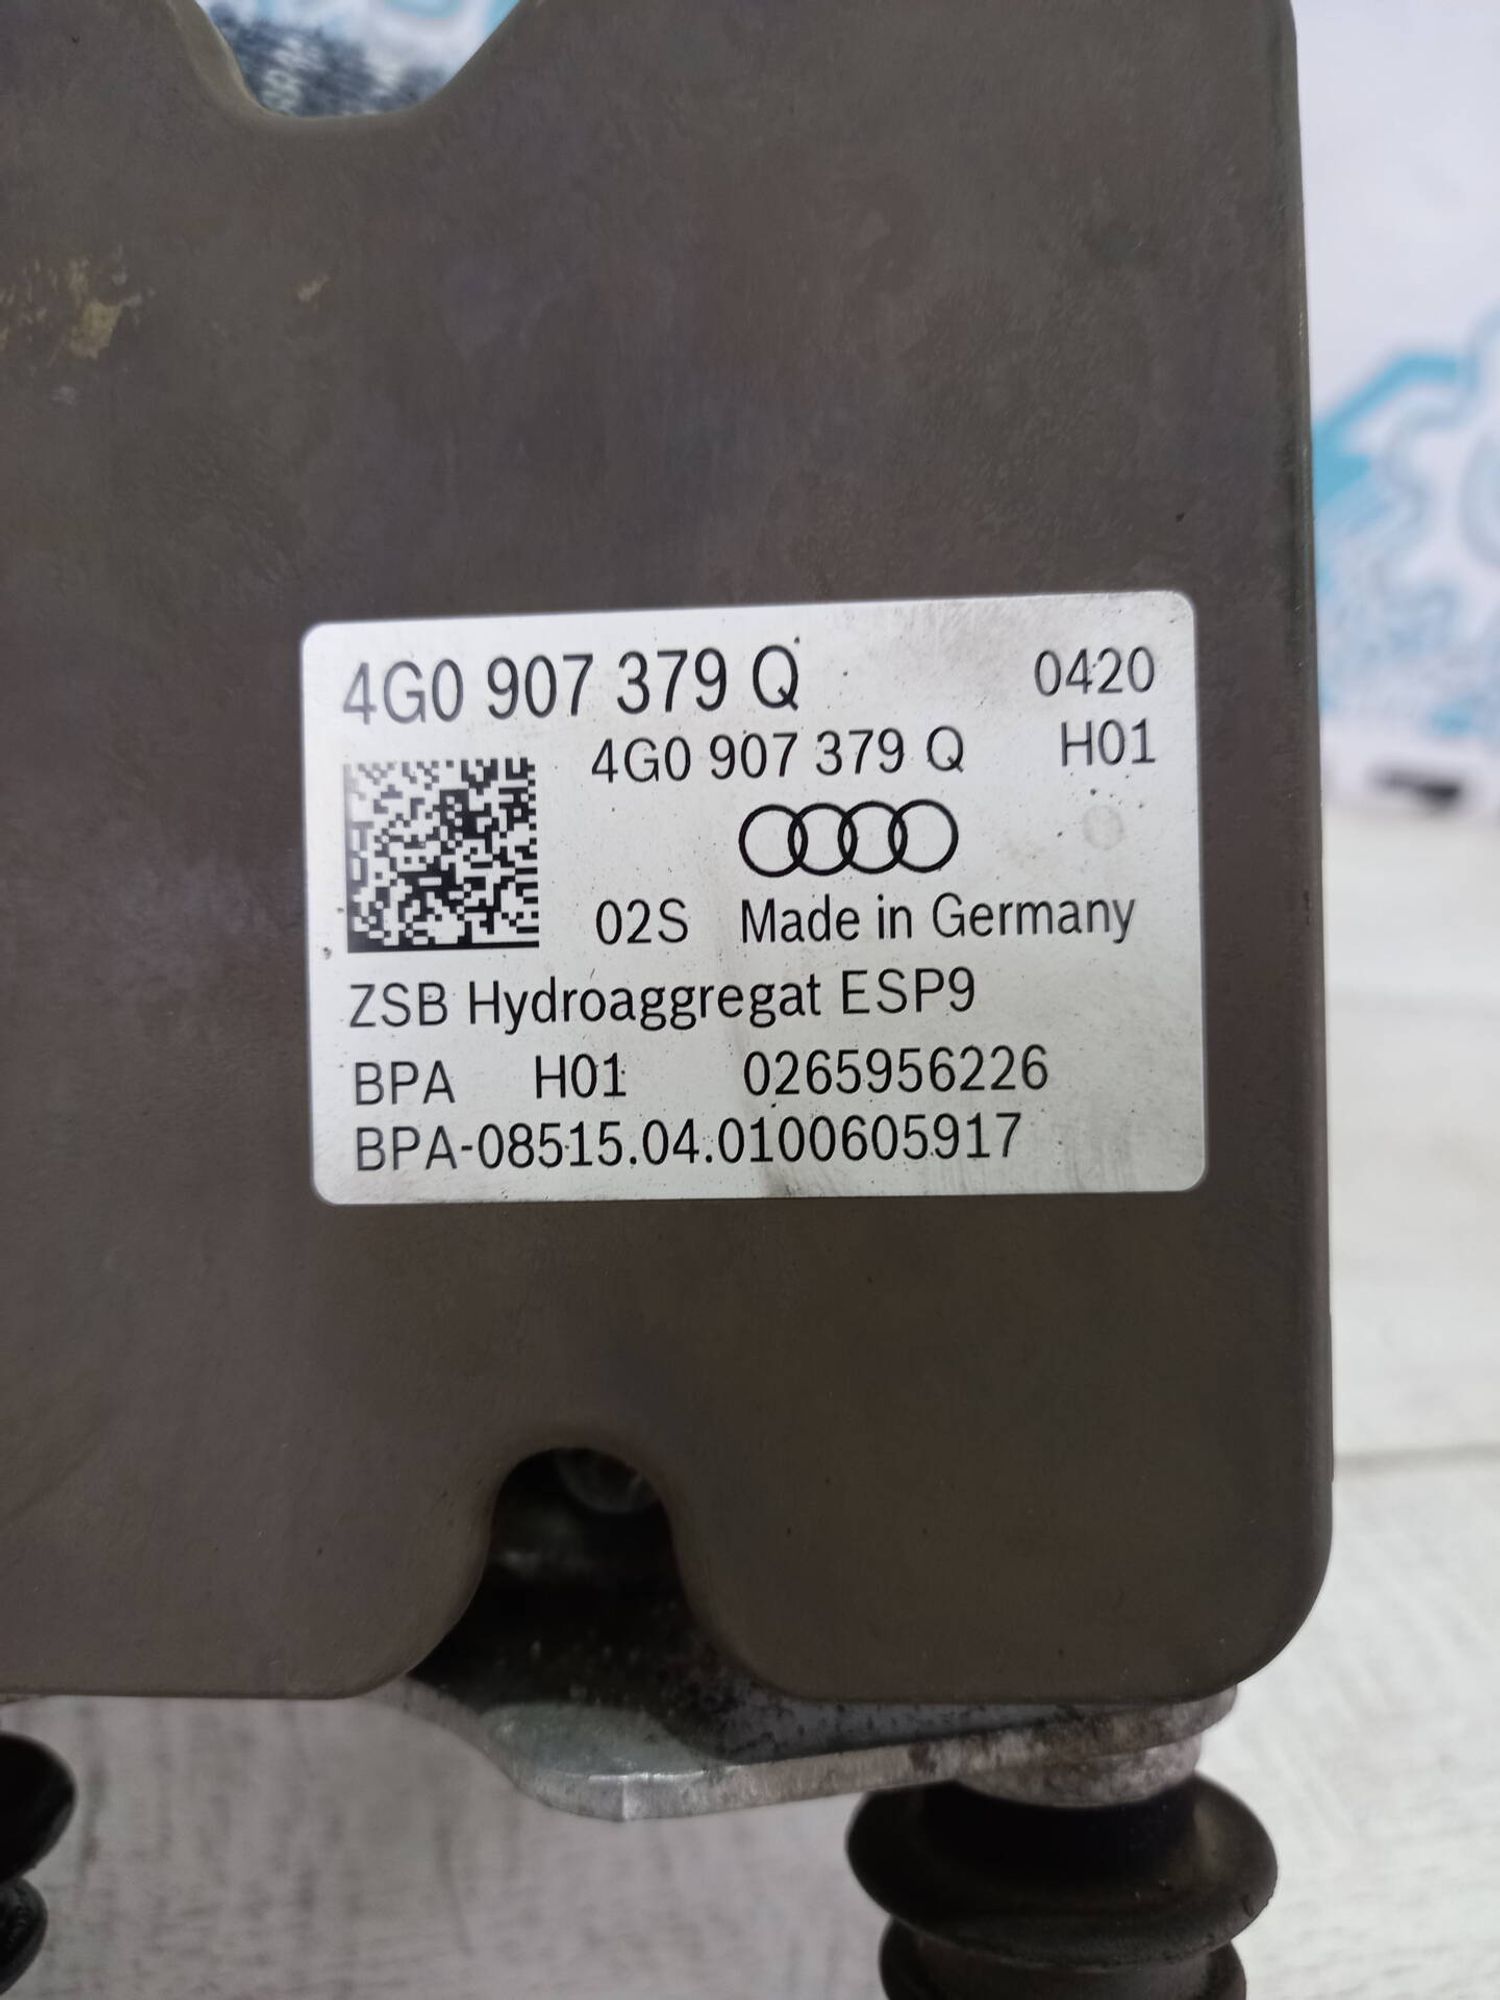 4G0 907 379 Q 0420
4G0 907 379 Q H01
02S Made in Germany
ZSB Hydroaggregat ESP9
BPA H01 0265956226
BPA-08515.04.0100605917